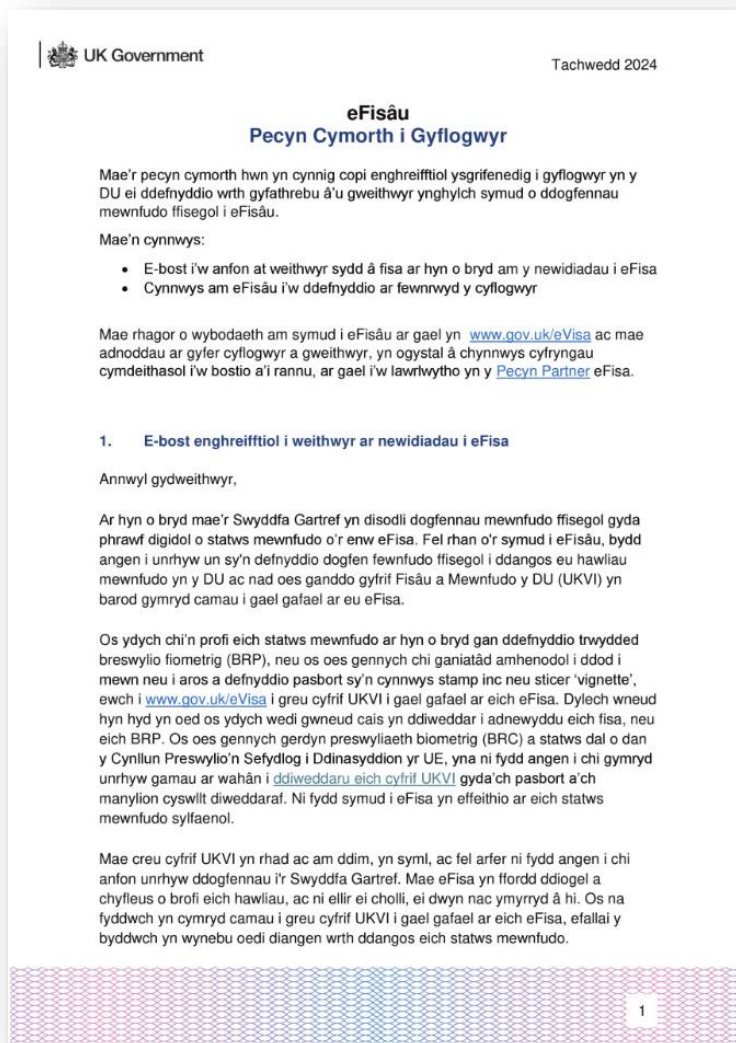 UK Government
Tachwedd 2024
eFisâu
Pecyn Cymorth i Gyflogwyr
Mae'r pecyn cymorth hwn yn cynnig copi enghreifftiol ysgrifenedig i gyflogwyr yn y
DU ei ddefnyddio wrth gyfathrebu â'u gweithwyr ynghylch symud o ddogfennau
mewnfudo ffisegol i eFisâu.
Mae'n cynnwys:
• E-bost i'w anfon at weithwyr sydd â fisa ar hyn o bryd am y newidiadau i eFisa
• Cynnwys am eFisâu i'w ddefnyddio ar fewnrwyd y cyflogwyr
Mae rhagor o wybodaeth am symud i eFisâu ar gael yn www.gov.uk/eVisa ac mae
adnoddau ar gyfer cyflogwyr a gweithwyr, yn ogystal â chynnwys cyfryngau
cymdeithasol i'w bostio a'i rannu, ar gael i'w lawrlwytho yn y Pecyn Partner eFisa.
1. E-bost enghreifftiol i weithwyr ar newidiadau i eFisa
Annwyl gydweithwyr,
Ar hyn o bryd mae'r Swyddfa Gartref yn disodli dogfennau mewnfudo ffisegol gyda
phrawf digidol o statws mewnfudo o'r enw eFisa. Fel rhan o'r symud i eFisâu, bydd
angen i unrhyw un sy'n defnyddio dogfen fewnfudo ffisegol i ddangos eu hawliau
mewnfudo yn y DU ac nad oes ganddo gyfrif Fisâu a Mewnfudo y DU (UKVI) yn
barod gymryd camau i gael gafael ar eu eFisa.
Os ydych chi'n profi eich statws mewnfudo ar hyn o bryd gan ddefnyddio trwydded
breswylio fiometrig (BRP), neu os oes gennych chi ganiatâd amhenodol i ddod i
mewn neu i aros a defnyddio pasbort sy'n cynnwys stamp inc neu sticer 'vignette',
ewch i www.gov.uk/eVisa i greu cyfrif UKVI i gael gafael ar eich eFisa. Dylech wneud
hyn hyd yn oed os ydych wedi gwneud cais yn ddiweddar i adnewyddu eich fisa, neu
eich BRP. Os oes gennych gerdyn preswyliaeth biometrig (BRC) a statws dal o dan
y Cynllun Preswylio'n Sefydlog i Ddinasyddion yr UE, yna ni fydd angen i chi gymryd
unrhyw gamau ar wahân i ddiweddaru eich cyfrif UKVI gyda'ch pasbort a'ch
manylion cyswllt diweddaraf. Ni fydd symud i eFisa yn effeithio ar eich statws
mewnfudo sylfaenol.
Mae creu cyfrif UKVI yn rhad ac am ddim, yn syml, ac fel arfer ni fydd angen i chi
anfon unrhyw ddogfennau i'r Swyddfa Gartref. Mae eFisa yn ffordd ddiogel a
chyfleus o brofi eich hawliau, ac ni ellir ei cholli, ei dwyn nac ymyrryd â hi. Os na
fyddwch yn cymryd camau i greu cyfrif UKVI i gael gafael ar eich eFisa, efallai y
byddwch yn wynebu oedi diangen wrth ddangos eich statws mewnfudo.
1